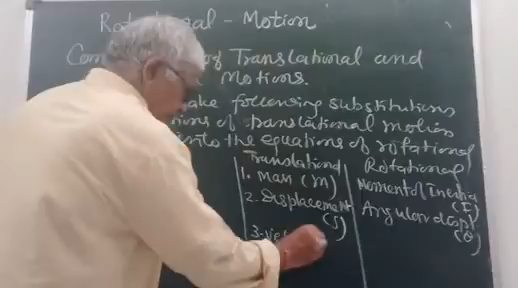 Rotational - Motion
of Translational and
Motions.
following substitutions
of translational motion
into the equations of rotational
Translational Rotational
1. Mass (m) Moment of Inertia
(I)
2. Displacement Angular displ.
(S) (θ)
3.